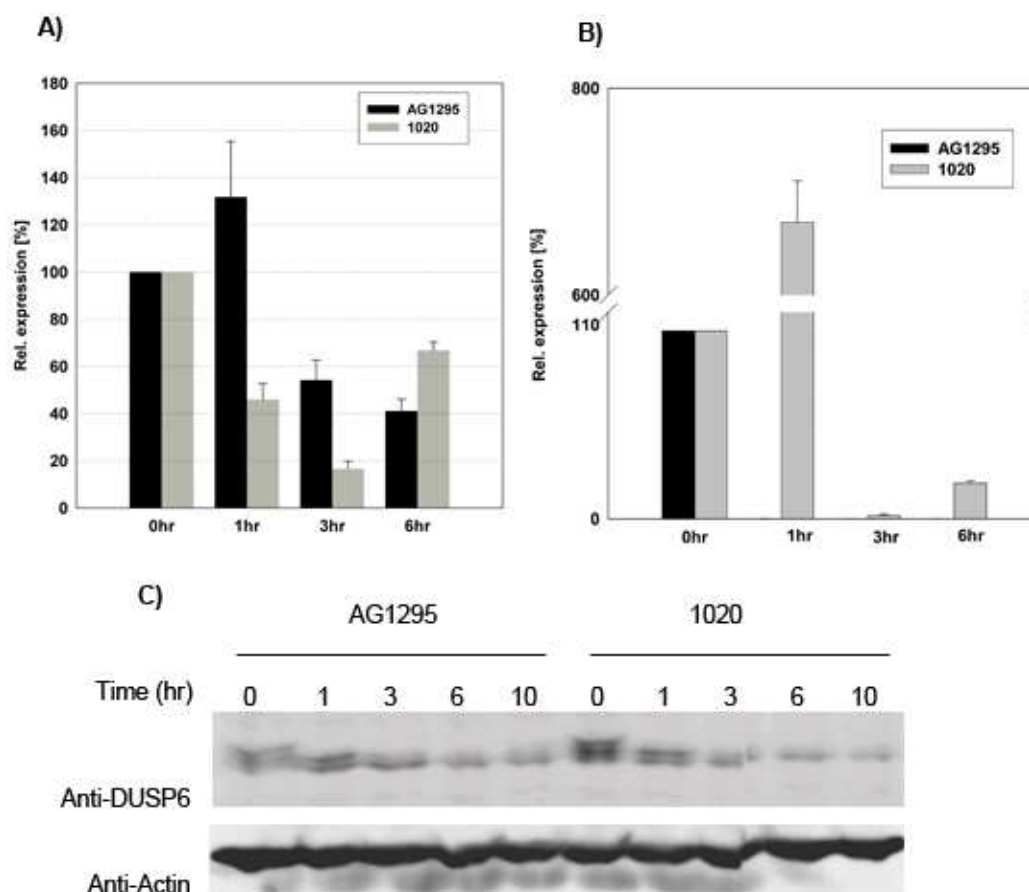 A)
180
160
140
120
100
80
60
40
20
0
Rel. expression [%]
AG1295
1020
0hr 1hr 3hr 6hr
B)
800
600
110
0
Rel. expression [%]
AG1295
1020
0hr 1hr 3hr 6hr
C)
AG1295 1020
Time (hr) 0 1 3 6 10 0 1 3 6 10
Anti-DUSP6
Anti-Actin